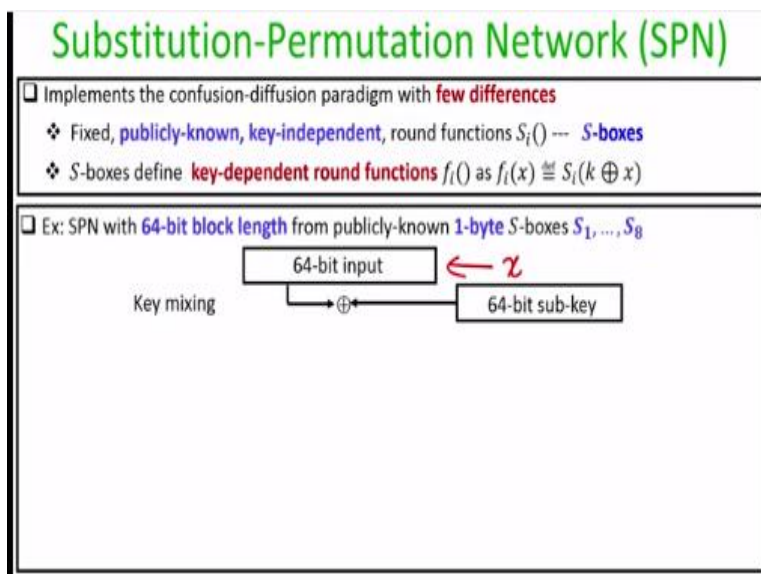 Substitution-Permutation Network (SPN)
❑ Implements the confusion-diffusion paradigm with few differences
❖ Fixed, publicly-known, key-independent, round functions Sᵢ() --- S-boxes
❖ S-boxes define key-dependent round functions fᵢ() as fᵢ(x) ≝ Sᵢ(k ⊕ x)
❑ Ex: SPN with 64-bit block length from publicly-known 1-byte S-boxes S₁, ..., S₈
64-bit input ← x
Key mixing ⊕ 64-bit sub-key